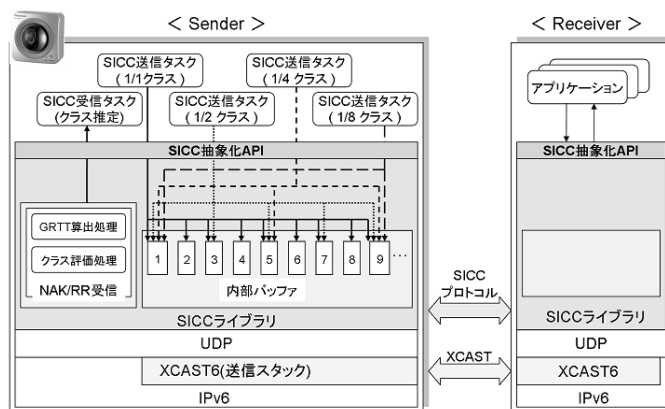 < Sender >
< Receiver >
SICC送信タスク
( 1/1クラス)
SICC送信タスク
( 1/4 クラス )
SICC受信タスク
(クラス推定)
SICC送信タスク
( 1/2 クラス )
SICC送信タスク
( 1/8 クラス )
アプリケーション
SICC抽象化API
SICC抽象化API
GRTT算出処理
クラス評価処理
NAK/RR受信
1 2 3 4 5 6 7 8 9 ...
内部バッファ
SICC
プロトコル
SICCライブラリ
SICCライブラリ
UDP
UDP
XCAST
XCAST6(送信スタック)
XCAST6
IPv6
IPv6